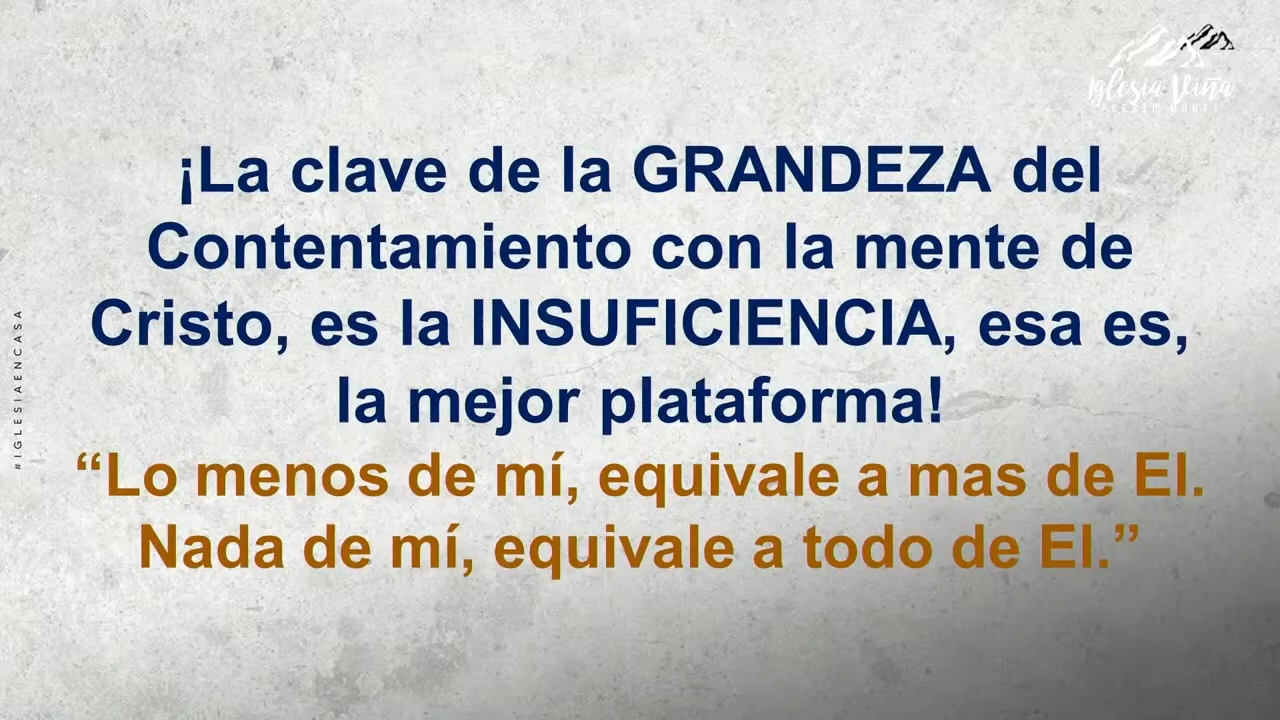 Iglesia Viña
#IGLESIAENCASA
¡La clave de la GRANDEZA del
Contentamiento con la mente de
Cristo, es la INSUFICIENCIA, esa es,
la mejor plataforma!
“Lo menos de mí, equivale a mas de El.
Nada de mí, equivale a todo de El.”